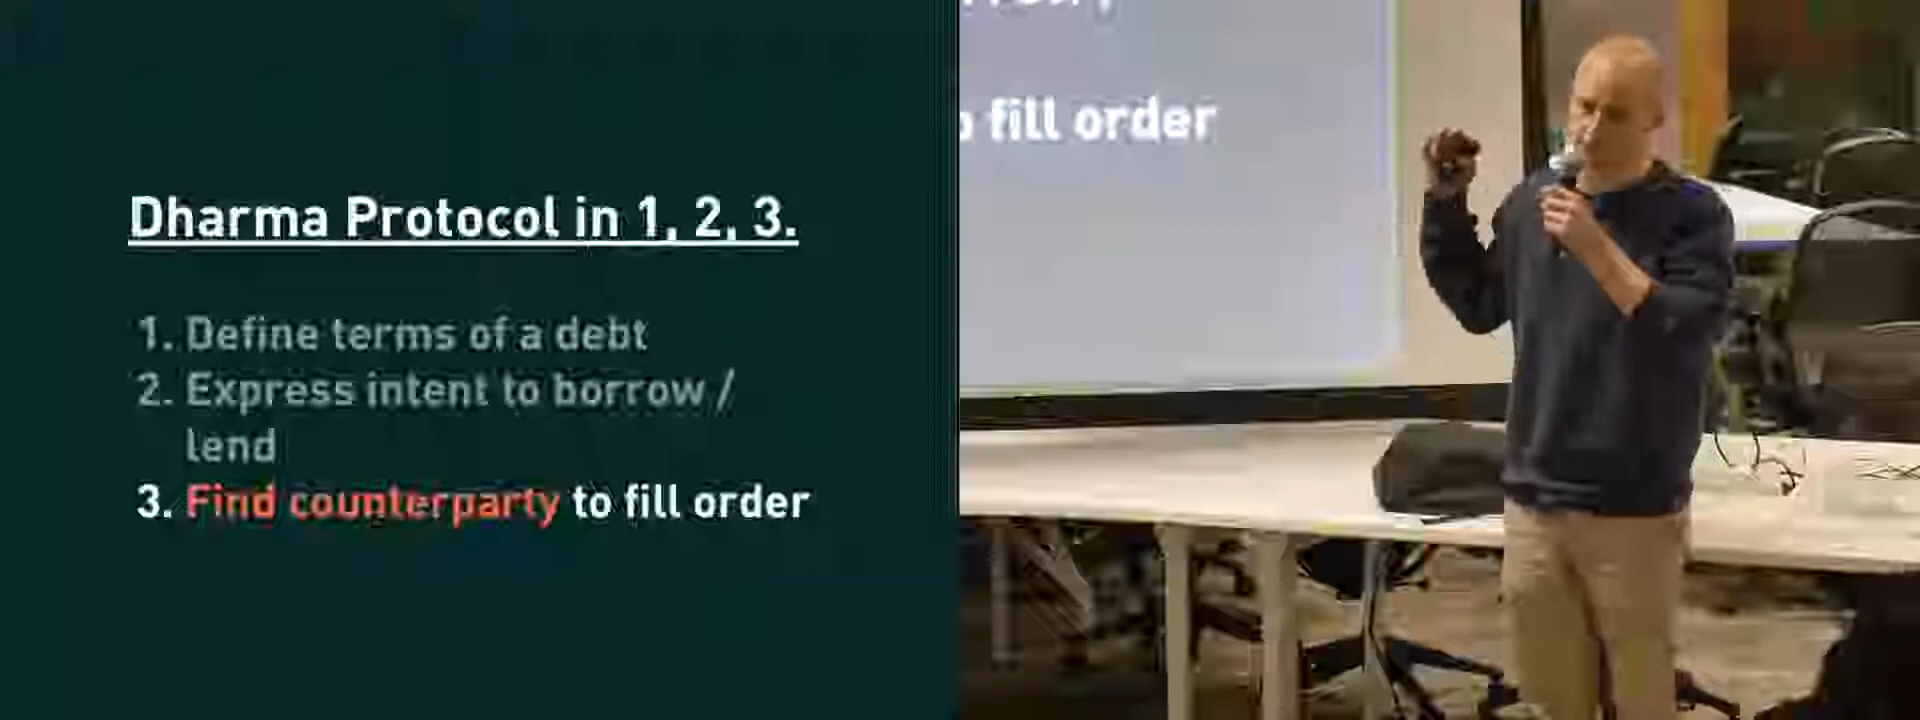 Dharma Protocol in 1, 2, 3.
1. Define terms of a debt
2. Express intent to borrow /
lend
3. Find counterparty to fill order
fill order